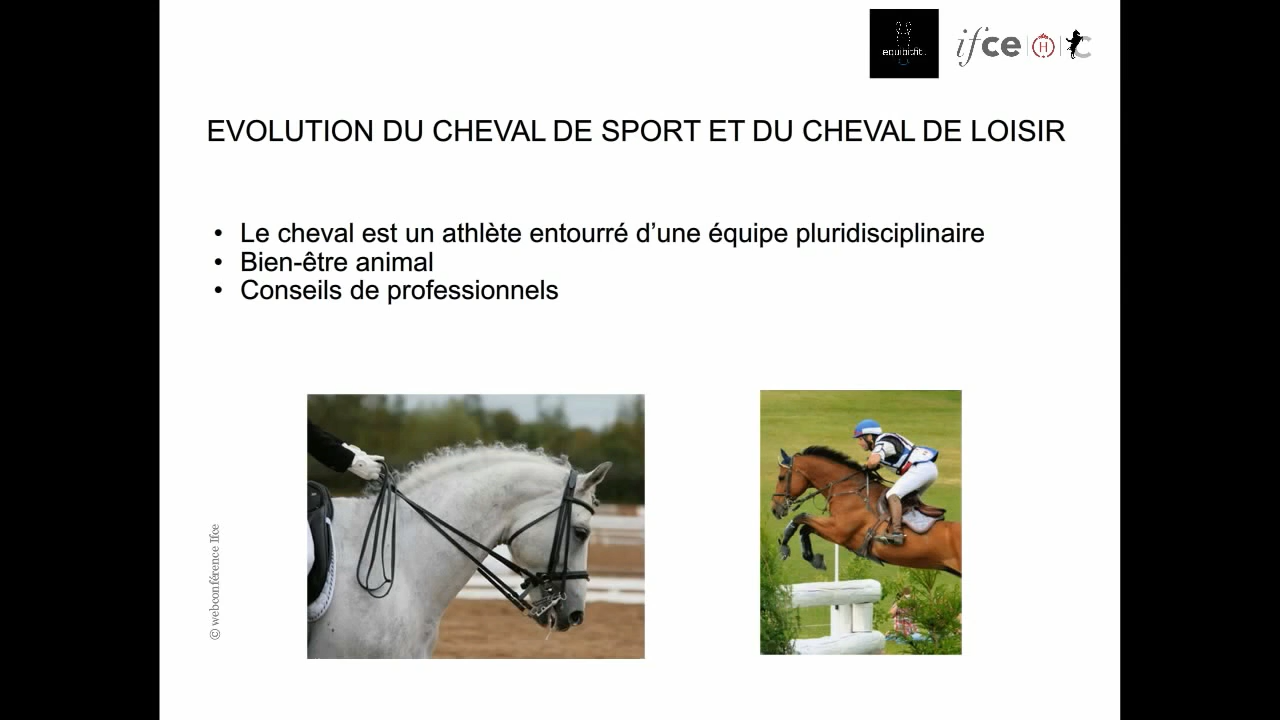 equibitfit.
ifce H C
EVOLUTION DU CHEVAL DE SPORT ET DU CHEVAL DE LOISIR
• Le cheval est un athlète entourré d’une équipe pluridisciplinaire
• Bien-être animal
• Conseils de professionnels
© webconférence Ifce